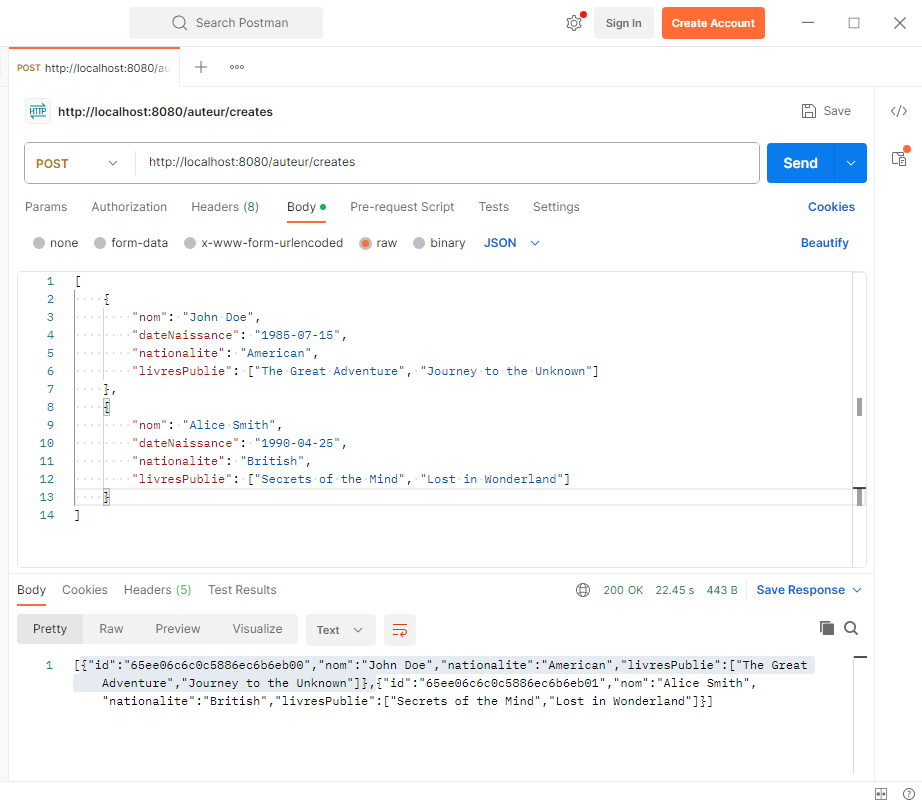 Search Postman
Sign In
Create Account
POST http://localhost:8080/au
HTTP http://localhost:8080/auteur/creates
Save
POST http://localhost:8080/auteur/creates Send
Params Authorization Headers (8) Body Pre-request Script Tests Settings Cookies
none form-data x-www-form-urlencoded raw binary JSON Beautify
1 [
2 {
3 "nom": "John Doe",
4 "dateNaissance": "1985-07-15",
5 "nationalite": "American",
6 "livresPublie": ["The Great Adventure", "Journey to the Unknown"]
7 },
8 {
9 "nom": "Alice Smith",
10 "dateNaissance": "1990-04-25",
11 "nationalite": "British",
12 "livresPublie": ["Secrets of the Mind", "Lost in Wonderland"]
13 }
14 ]
Body Cookies Headers (5) Test Results 200 OK 22.45 s 443 B Save Response
Pretty Raw Preview Visualize Text
1 [{"id":"65ee06c6c0c5886ec6b6eb00","nom":"John Doe","nationalite":"American","livresPublie":["The Great
Adventure","Journey to the Unknown"]},{"id":"65ee06c6c0c5886ec6b6eb01","nom":"Alice Smith",
"nationalite":"British","livresPublie":["Secrets of the Mind","Lost in Wonderland"]}]